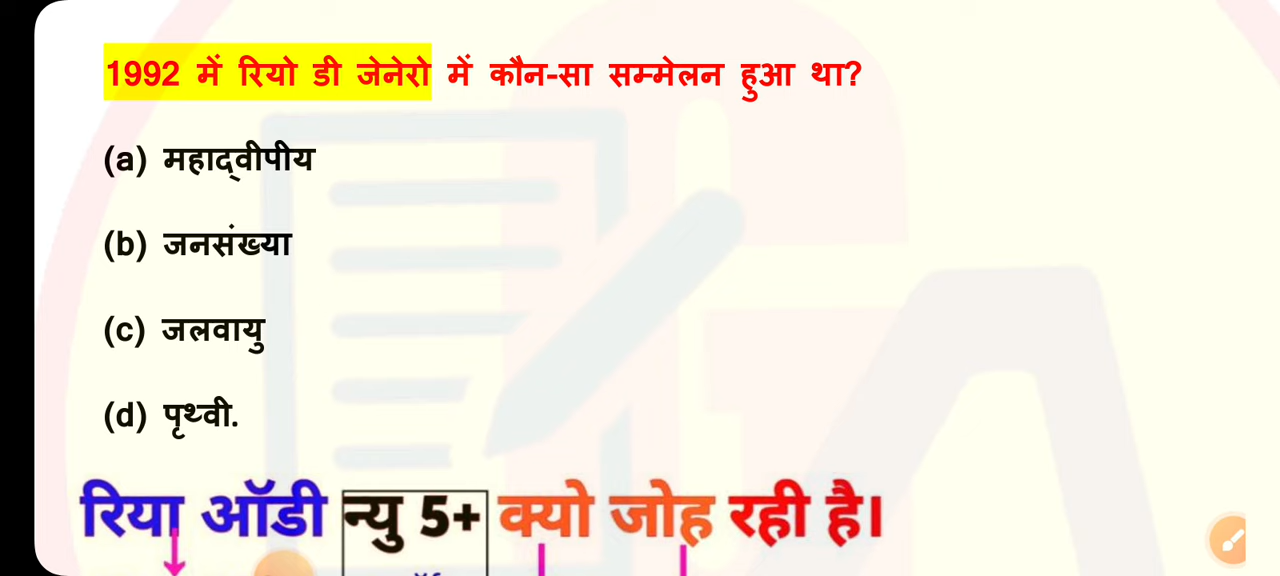 1992 में रियो डी जेनेरो में कौन-सा सम्मेलन हुआ था?
(a) महाद्वीपीय
(b) जनसंख्या
(c) जलवायु
(d) पृथ्वी.
रिया ऑडी न्यु 5+ क्यो जोह रही है।